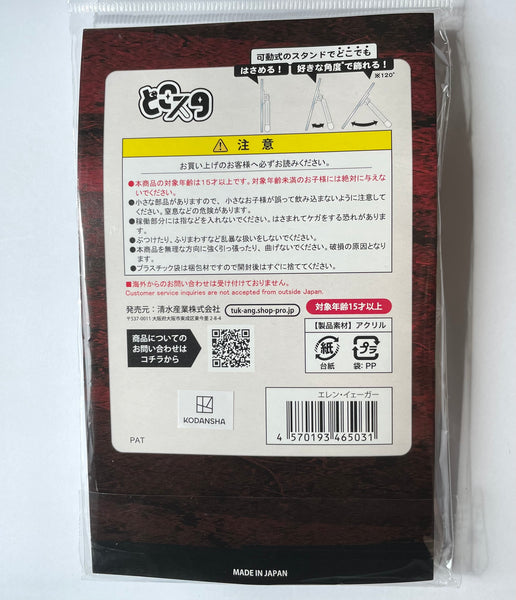 可動式のスタンドでどこでも
はさめる! 好きな角度*で飾れる!
※120°
どこスタ
注意
お買い上げのお客様へ必ずお読みください。
●本商品の対象年齢は15才以上です。対象年齢未満のお子様には絶対に与えないでください。
●小さな部品がありますので、小さなお子様が誤って飲み込まないように注意してください。窒息などの危険があります。
●稼働部分には指などを入れないでください。はさまれてケガをする恐れがあります。
●ぶつけたり、ふりまわすなど乱暴な扱いをしないでください。
●本商品を無理な方向に強く引っ張ったり、曲げないでください。破損の原因となります。
●プラスチック袋は梱包材ですので開封後はすぐに捨ててください。
■海外からのお問い合わせは受け付けておりません。
Customer service inquiries are not accepted from outside Japan.
発売元:清水産業株式会社
〒537-0011 大阪府大阪市東成区東今里 2-8-4
tuk-ang.shop-pro.jp
対象年齢15才以上
商品についての
お問い合わせは
コチラから
【製品素材】アクリル
紙
台紙
プラ
袋:PP
KODANSHA
エレン・イェーガー
4 570193 465031
PAT
MADE IN JAPAN